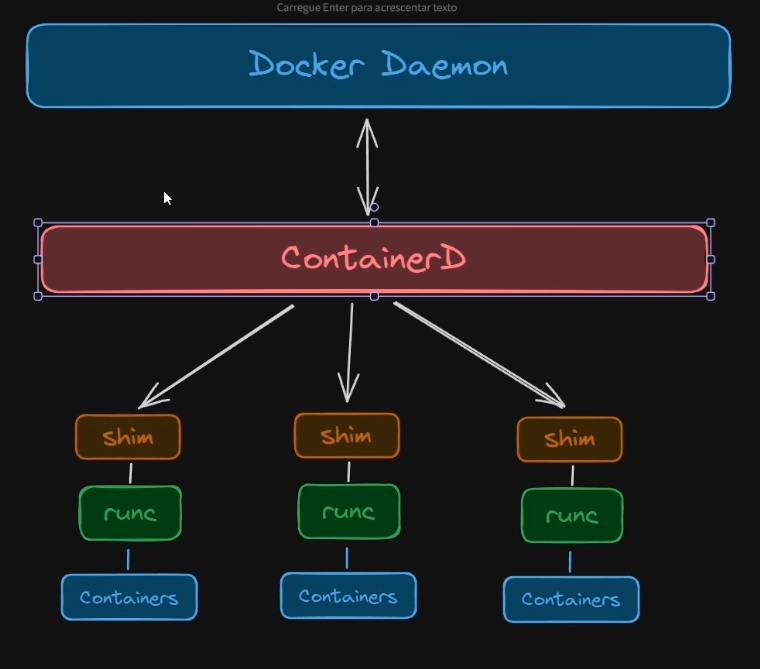 Carregue Enter para acrescentar texto
Docker Daemon
ContainerD
shim
shim
shim
runc
runc
runc
Containers
Containers
Containers